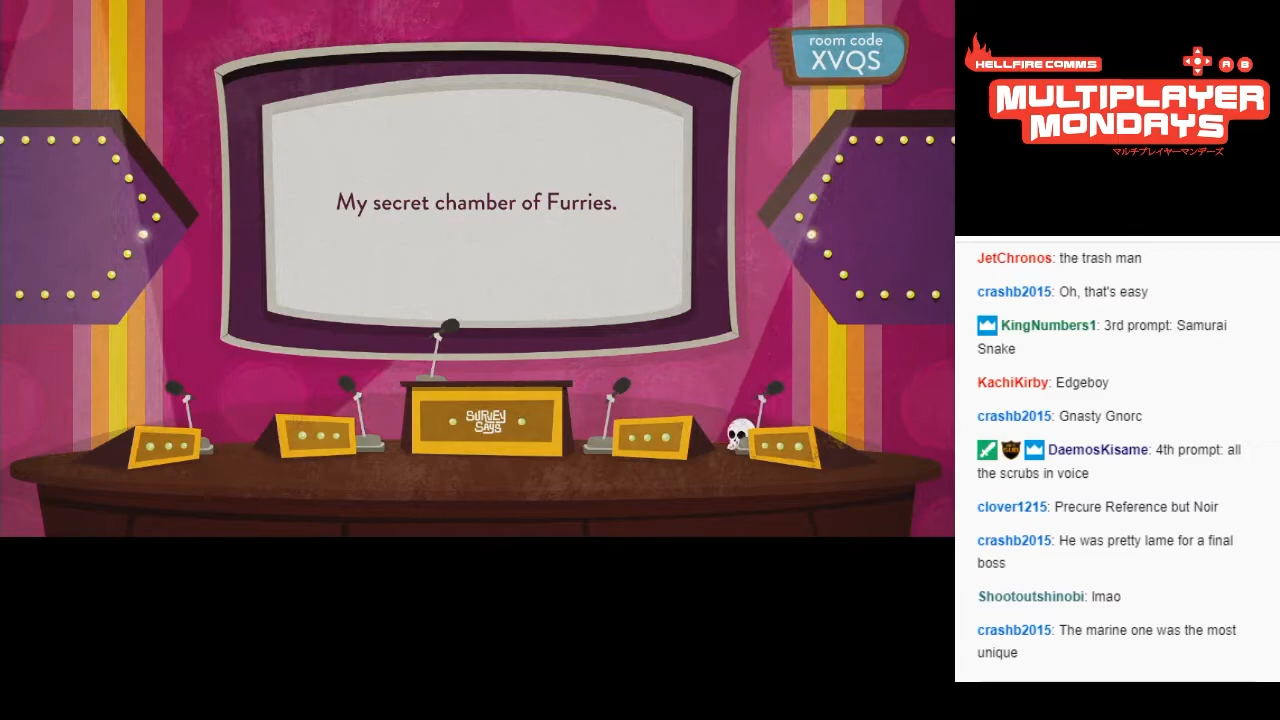 room code
XVQS
My secret chamber of Furries.
SURVEY
SAYS
HELLFIRE COMMS
A B
MULTIPLAYER
MONDAYS
マルチプレイヤーマンデーズ
JetChronos: the trash man
crashb2015: Oh, that's easy
KingNumbers1: 3rd prompt: Samurai
Snake
KachiKirby: Edgeboy
crashb2015: Gnasty Gnorc
DaemosKisame: 4th prompt: all
the scrubs in voice
clover1215: Precure Reference but Noir
crashb2015: He was pretty lame for a final
boss
Shootoutshinobi: lmao
crashb2015: The marine one was the most
unique